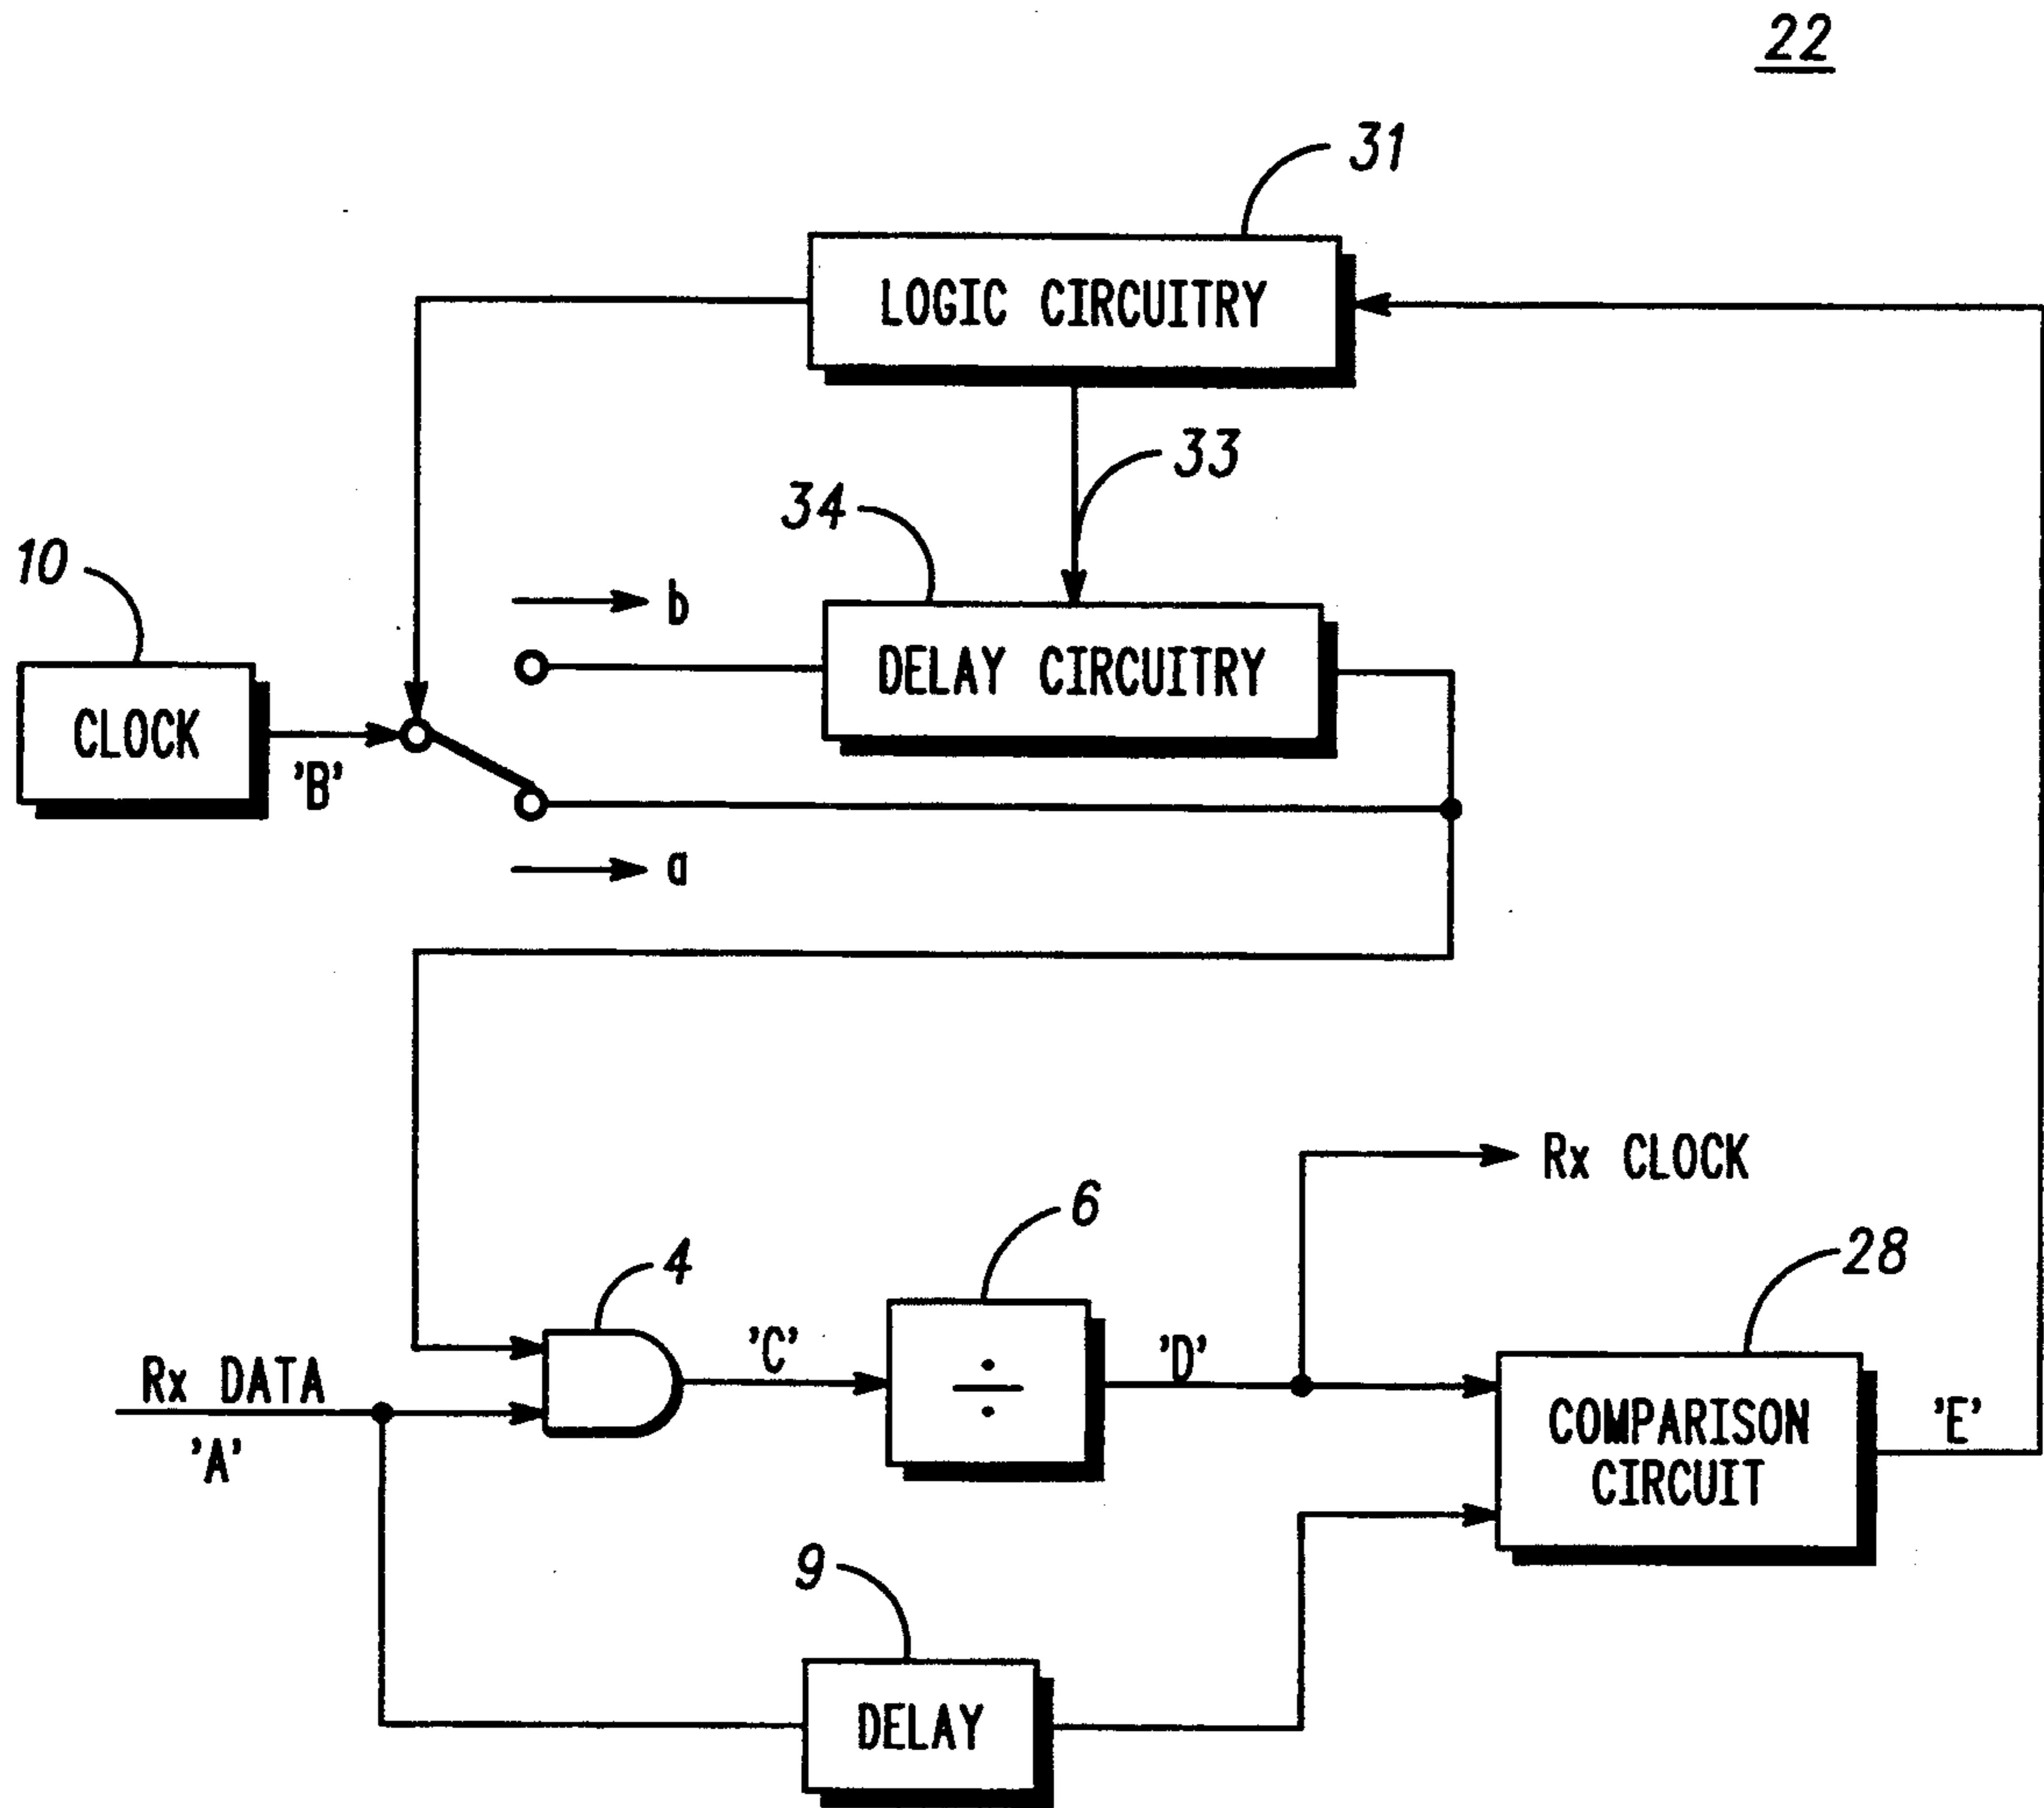 22
31
LOGIC CIRCUITRY
33
34
10
b
DELAY CIRCUITRY
CLOCK
'B'
a
Rx CLOCK
6
28
4
'C'
'D'
Rx DATA
'A'
÷
COMPARISON
CIRCUIT
'E'
9
DELAY